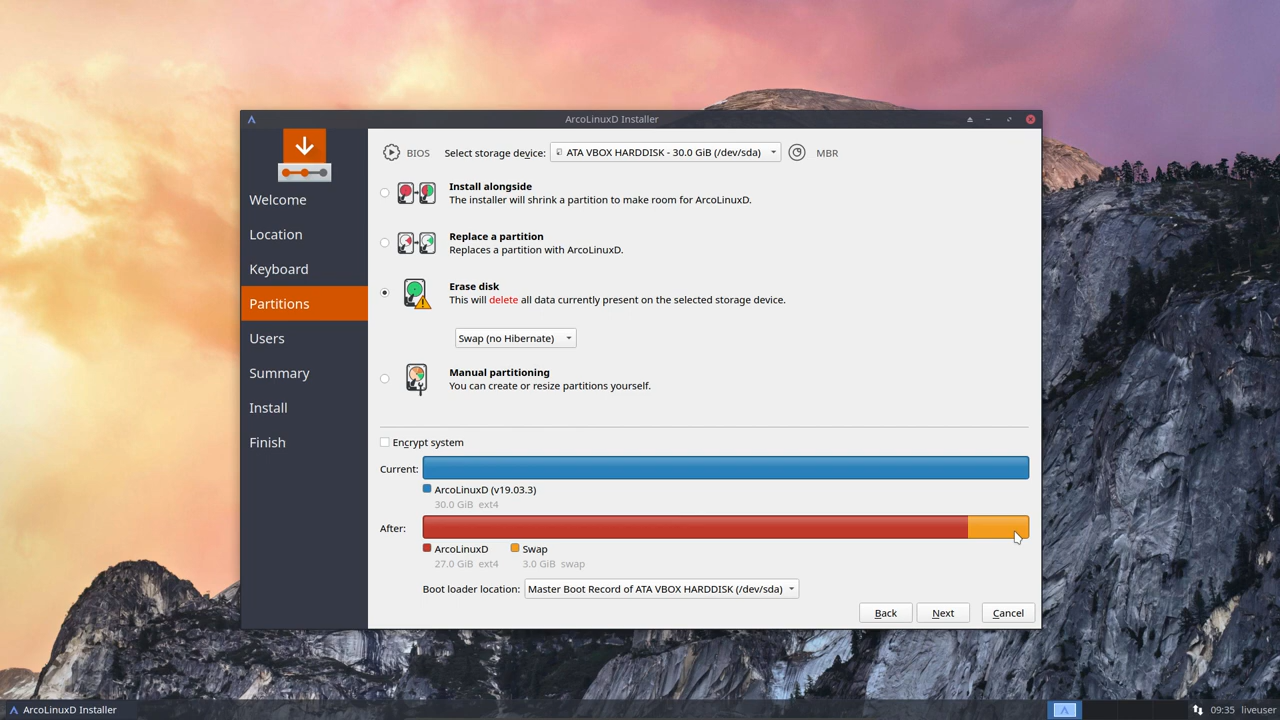 ArcoLinuxD Installer
BIOS
Select storage device:
ATA VBOX HARDDISK - 30.0 GiB (/dev/sda)
MBR
Welcome
Location
Keyboard
Partitions
Users
Summary
Install
Finish
Install alongside
The installer will shrink a partition to make room for ArcoLinuxD.
Replace a partition
Replaces a partition with ArcoLinuxD.
Erase disk
This will delete all data currently present on the selected storage device.
Swap (no Hibernate)
Manual partitioning
You can create or resize partitions yourself.
Encrypt system
Current:
ArcoLinuxD (v19.03.3)
30.0 GiB ext4
After:
ArcoLinuxD
27.0 GiB ext4
Swap
3.0 GiB swap
Boot loader location:
Master Boot Record of ATA VBOX HARDDISK (/dev/sda)
Back
Next
Cancel
ArcoLinuxD Installer
09:35
liveuser